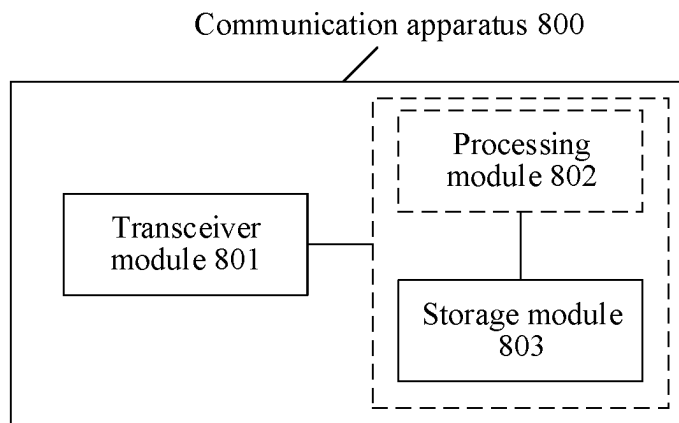 Communication apparatus 800
Processing
module 802
Transceiver
module 801
Storage module
803